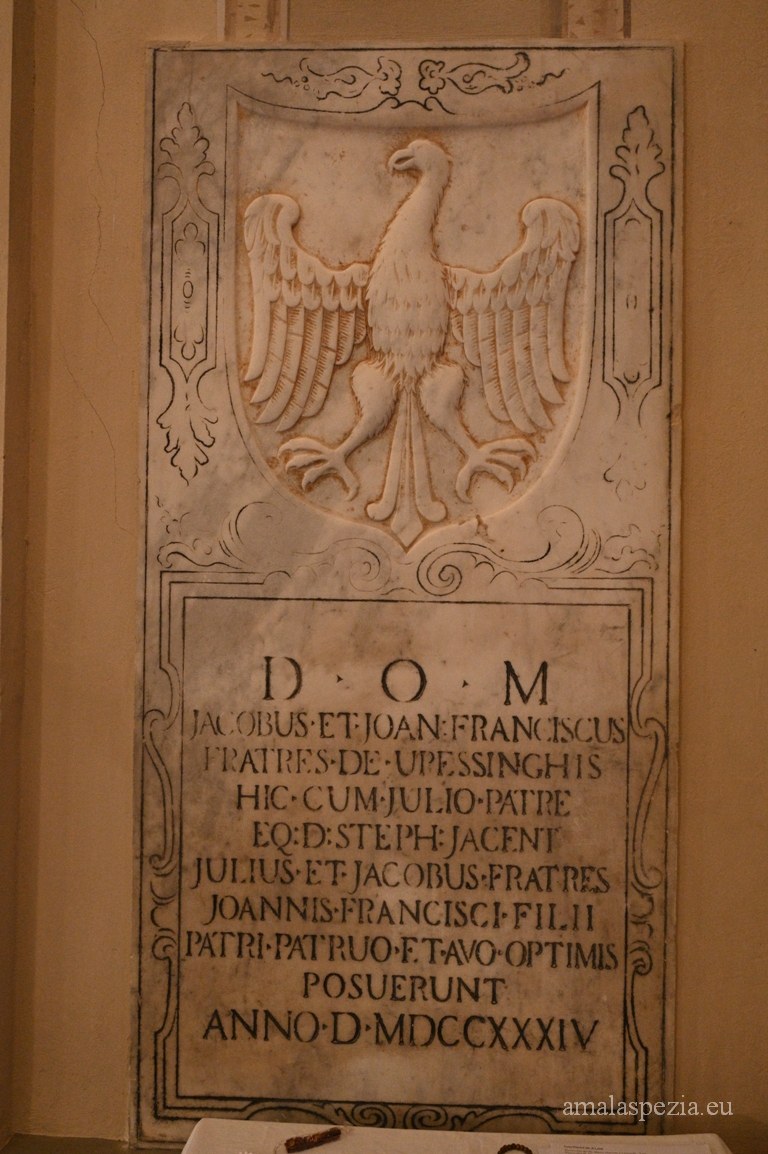 D · O · M
JACOBUS·ET·JOAN:FRANCISCUS
FRATRES·DE·UPESSINGHIS
HIC·CUM·JULIO·PATRE
EQ:D:STEPH:JACENT
JULIUS·ET·JACOBUS·FRATRES
JOANNIS·FRANCISCI·FILII
PATRI·PATRUO·ET·AVO·OPTIMIS
POSUERUNT
ANNO·D·MDCCXXXIV
amalaspezia.eu